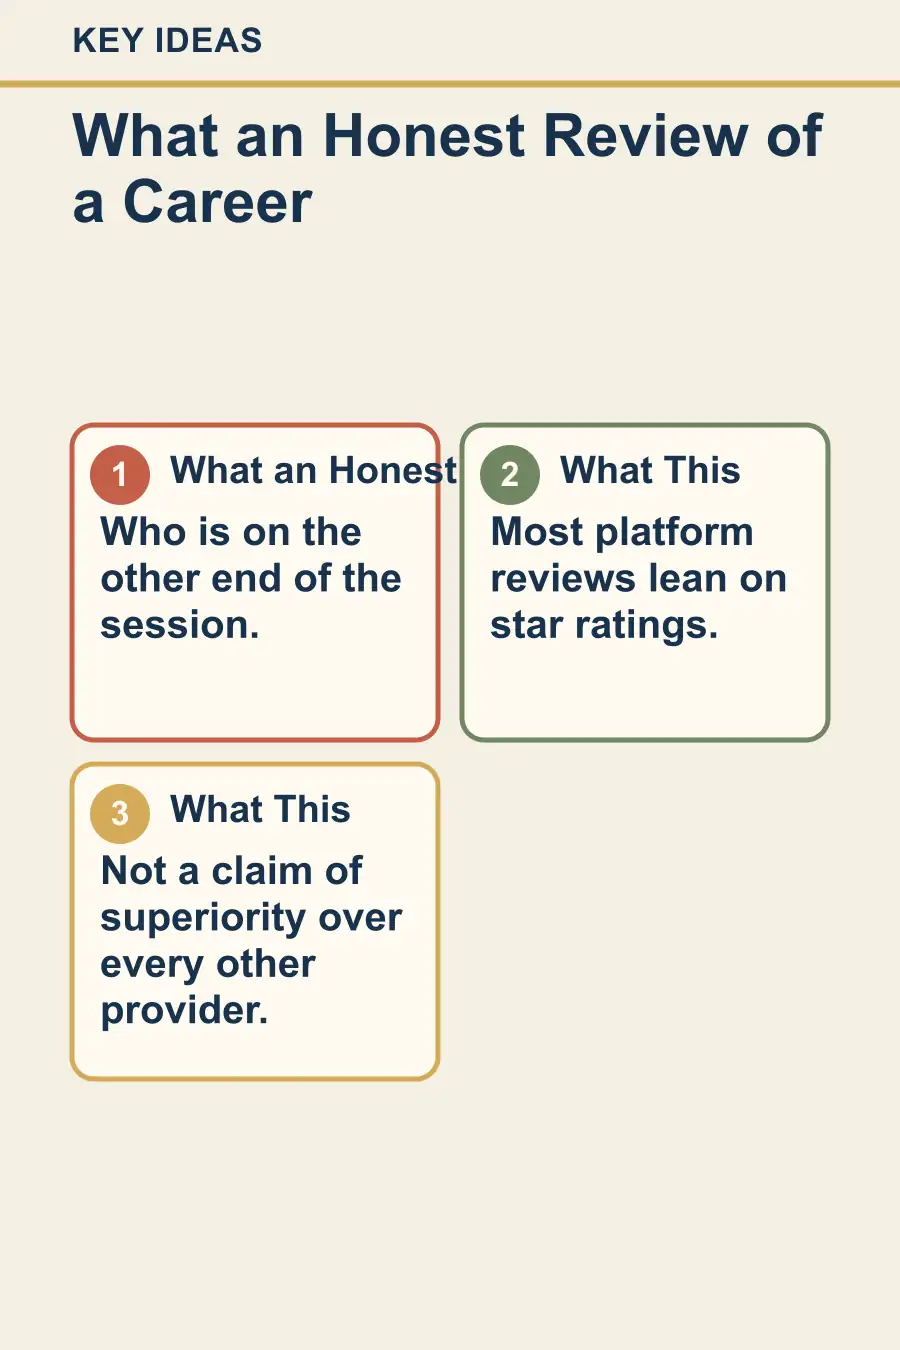 KEY IDEAS
What an Honest Review of
a Career
1 What an Honest
Who is on the
other end of the
session.
2 What This
Most platform
reviews lean on
star ratings.
3 What This
Not a claim of
superiority over
every other
provider.